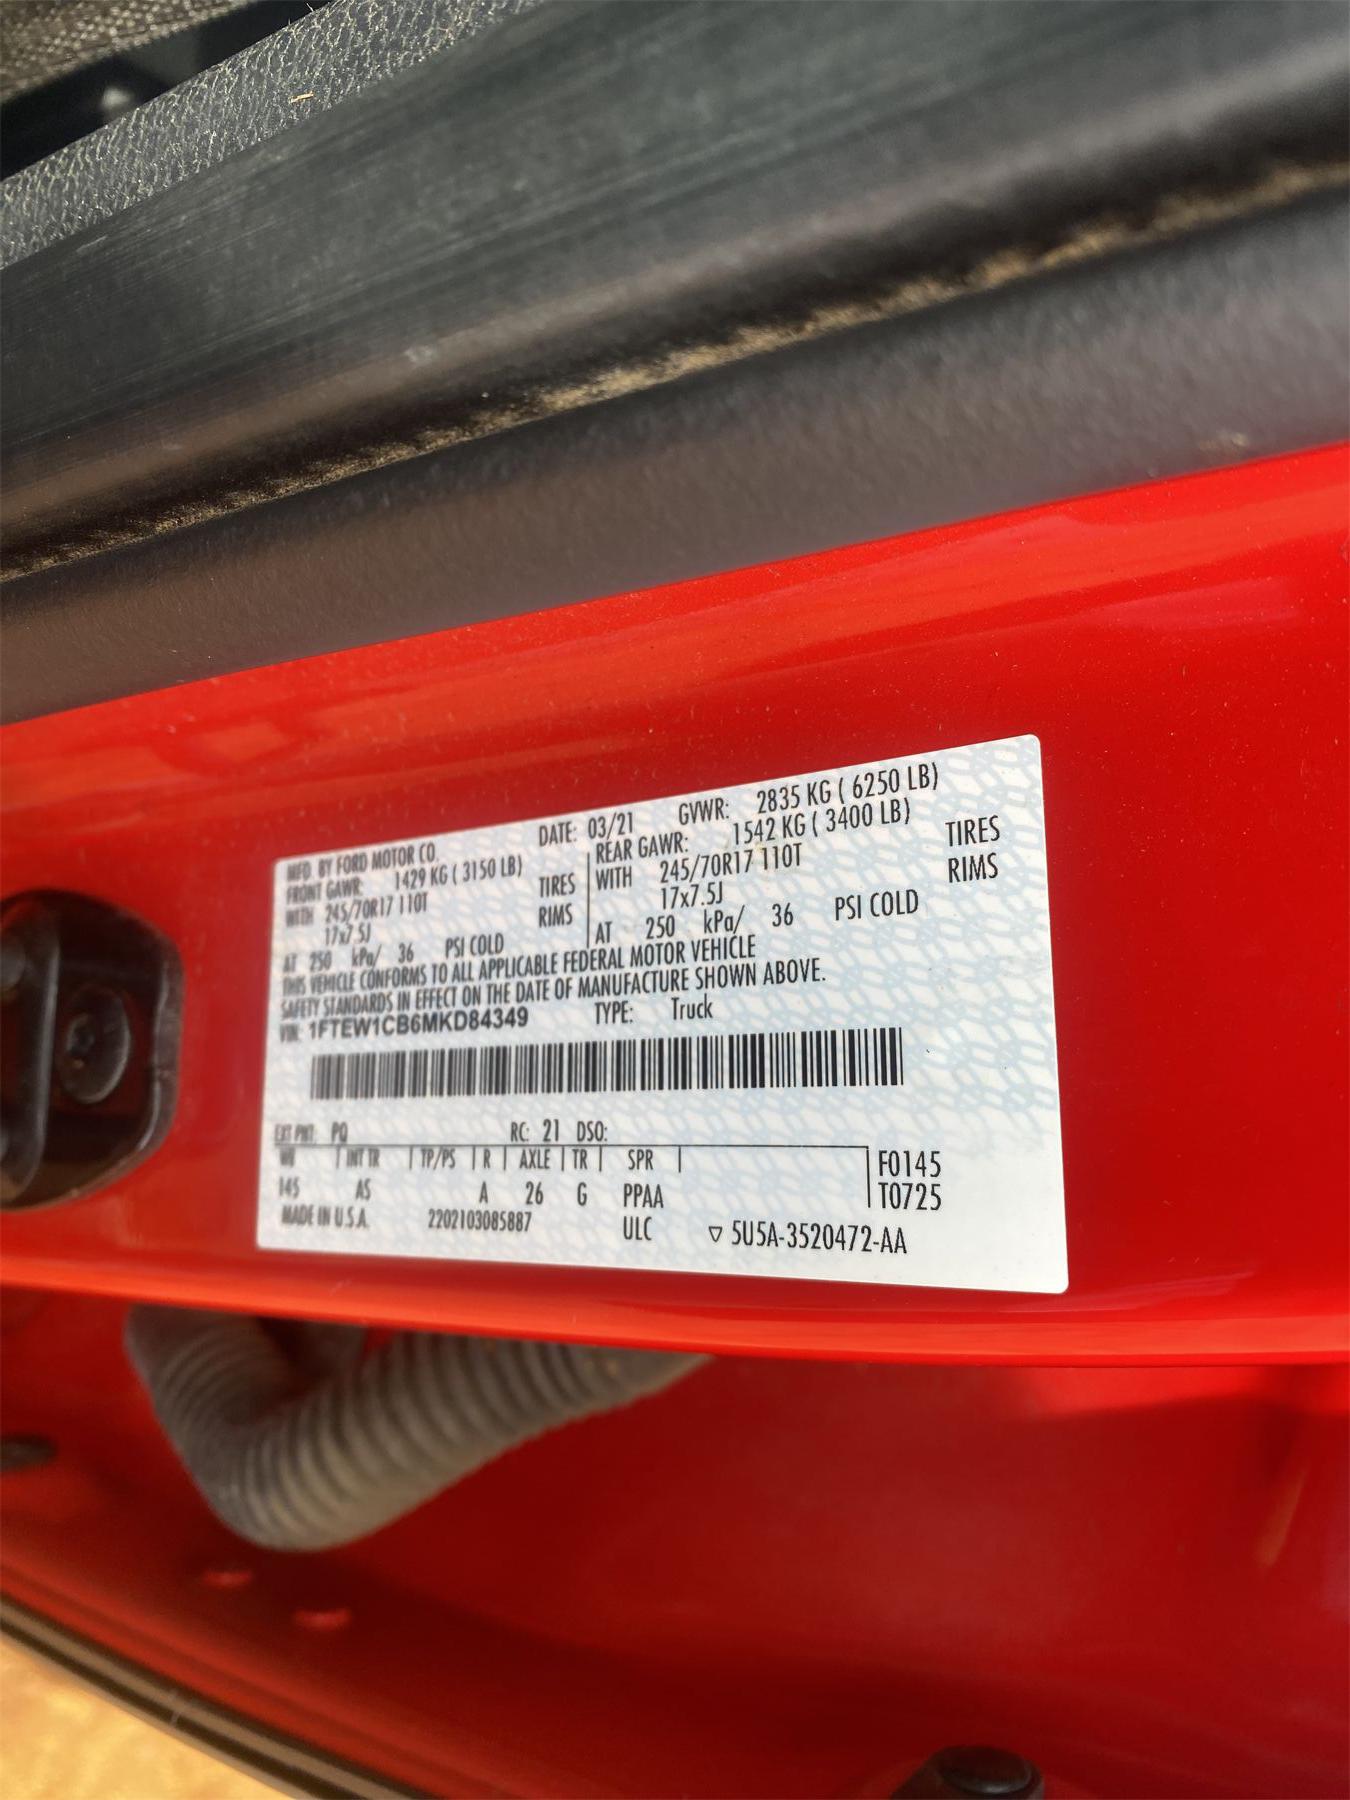 MFD. BY FORD MOTOR CO. DATE: 03/21 GVWR: 2835 KG ( 6250 LB)
FRONT GAWR: 1429 KG ( 3150 LB) REAR GAWR: 1542 KG ( 3400 LB)
WITH 245/70R17 110T TIRES WITH 245/70R17 110T TIRES
17x7.5J RIMS 17x7.5J RIMS
AT 250 kPa/ 36 PSI COLD AT 250 kPa/ 36 PSI COLD
THIS VEHICLE CONFORMS TO ALL APPLICABLE FEDERAL MOTOR VEHICLE
SAFETY STANDARDS IN EFFECT ON THE DATE OF MANUFACTURE SHOWN ABOVE.
VIN: 1FTEW1CB6MKD84349 TYPE: Truck
EXT PNT: PQ RC: 21 DSO:
WB INT TR TP/PS R AXLE TR SPR F0145
145 AS A 26 G PPAA T0725
MADE IN U.S.A. 2202103085887 ULC ▽ 5U5A-3520472-AA